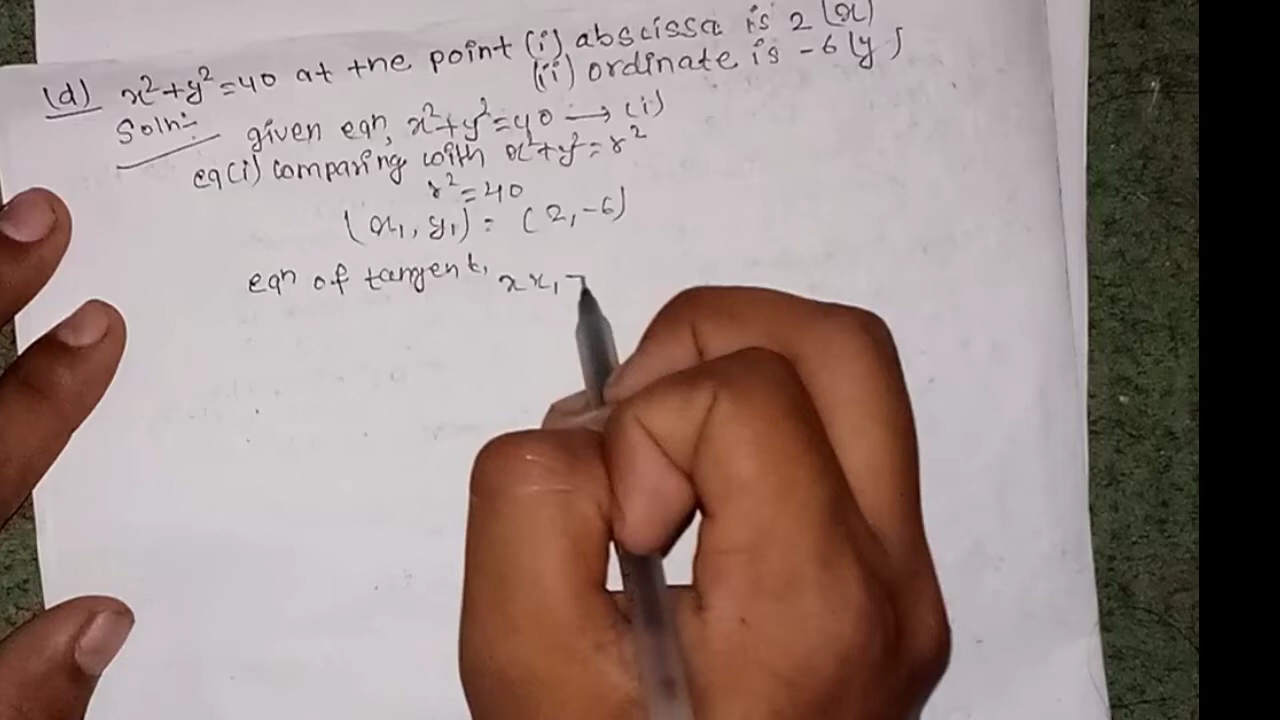 (d) x²+y²=40 at the point (i) abscissa is 2 (x)
(ii) ordinate is -6 (y)
Soln:- given eqn, x²+y²=40 → (i)
eq(i) comparing with x²+y²=r²
r²=40
(x₁, y₁) = (2, -6)
eqn of tangent, xx₁